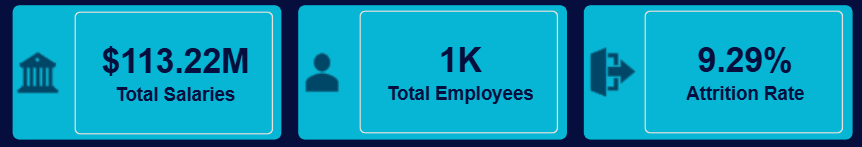 $113.22M
Total Salaries
1K
Total Employees
9.29%
Attrition Rate